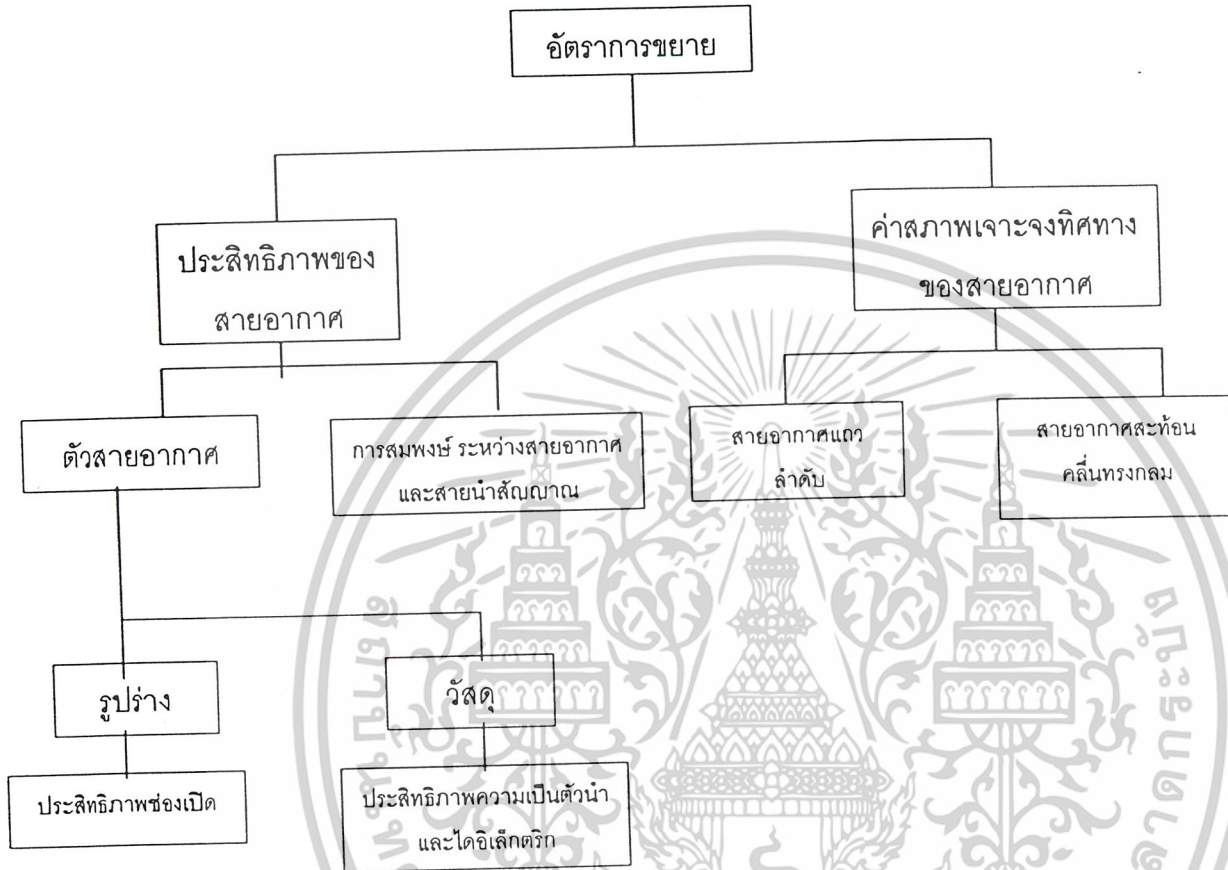 อัตราการขยาย
ประสิทธิภาพของ
สายอากาศ
ค่าสภาพเจาะจงทิศทาง
ของสายอากาศ
ตัวสายอากาศ
การสมพงษ์ ระหว่างสายอากาศ
และสายนำสัญญาณ
สายอากาศแถว
ลำดับ
สายอากาศสะท้อน
คลื่นทรงกลม
รูปร่าง
วัสดุ
ประสิทธิภาพช่องเปิด
ประสิทธิภาพความเป็นตัวนำ
และไดอิเล็กตริก